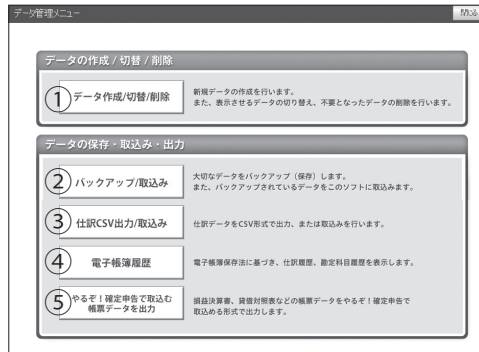 データ管理メニュー
閉じる
データの作成 / 切替 / 削除
① データ作成/切替/削除
新規データの作成を行います。
また、表示させるデータの切り替え、不要となったデータの削除を行います。
データの保存・取込み・出力
② バックアップ/取込み
大切なデータをバックアップ（保存）します。
また、バックアップされているデータをこのソフトに取込みます。
③ 仕訳CSV出力/取込み
仕訳データをCSV形式で出力、または取込みを行います。
④ 電子帳簿履歴
電子帳簿保存法に基づき、仕訳履歴、勘定科目履歴を表示します。
⑤ やるぞ！確定申告で取込む
帳票データを出力
損益決算書、貸借対照表などの帳票データをやるぞ！確定申告で
取込める形式で出力します。